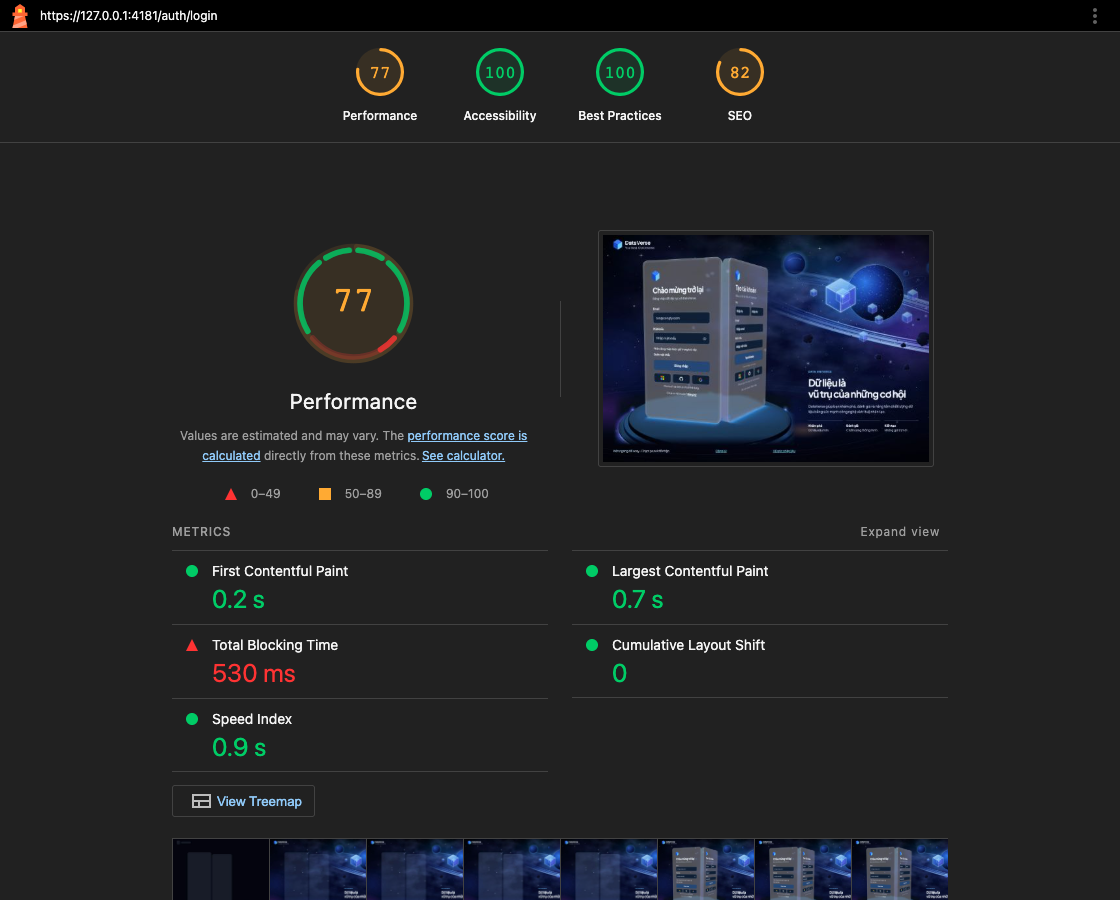 https://127.0.0.1:4181/auth/login
77
100
100
82
Performance
Accessibility
Best Practices
SEO
77
Performance
Values are estimated and may vary. The performance score is
calculated directly from these metrics. See calculator.
0–49
50–89
90–100
DataVerse
Chào mừng trở lại
Tạo tài khoản
Dữ liệu là
vũ trụ của những cơ hội
METRICS
Expand view
First Contentful Paint
0.2 s
Largest Contentful Paint
0.7 s
Total Blocking Time
530 ms
Cumulative Layout Shift
0
Speed Index
0.9 s
View Treemap